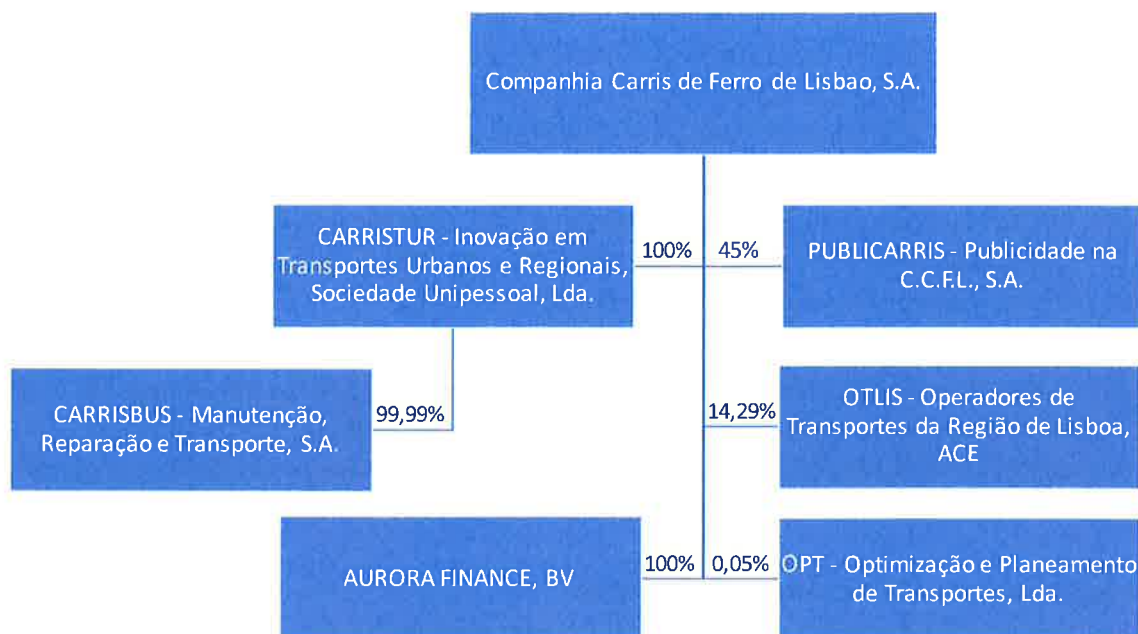 Companhia Carris de Ferro de Lisbao, S.A.
CARRISTUR - Inovação em
Transportes Urbanos e Regionais,
Sociedade Unipessoal, Lda.
100%
45%
PUBLICARRIS - Publicidade na
C.C.F.L., S.A.
CARRISBUS - Manutenção,
Reparação e Transporte, S.A.
99,99%
14,29%
OTLIS - Operadores de
Transportes da Região de Lisboa,
ACE
AURORA FINANCE, BV
100%
0,05%
OPT - Optimização e Planeamento
de Transportes, Lda.